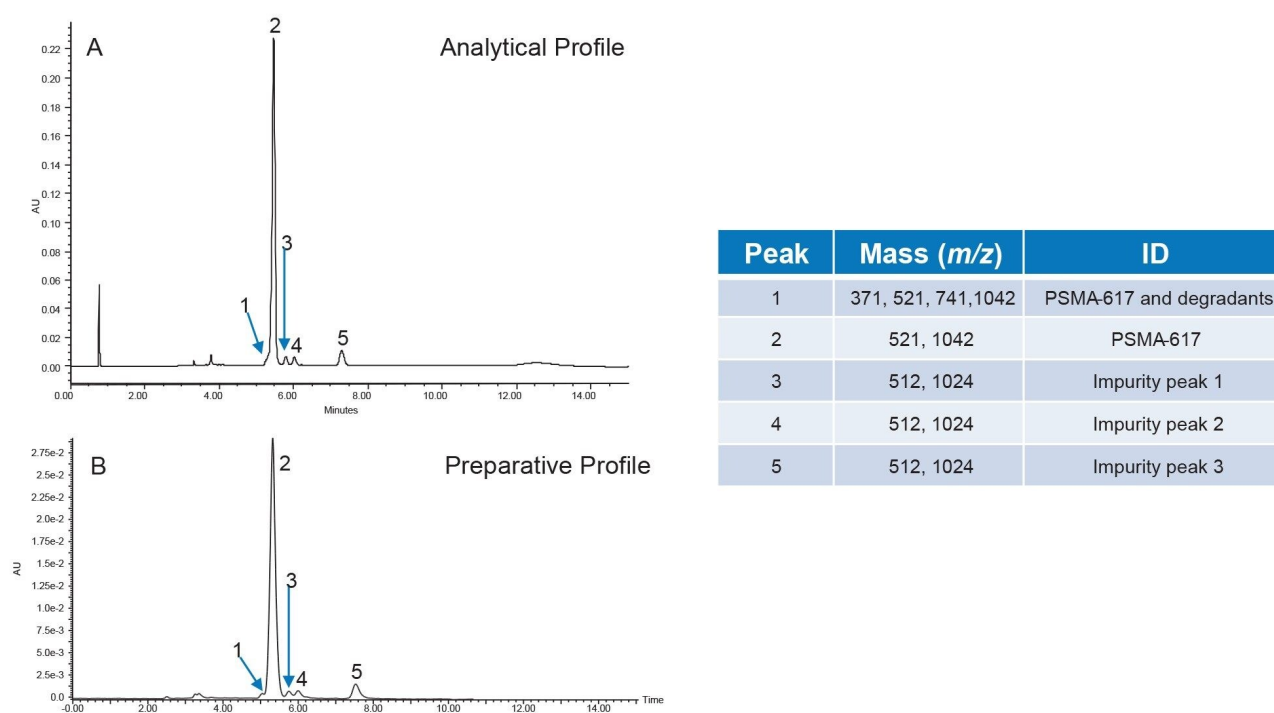 A
Analytical Profile
2
0.22
0.20
0.18
0.16
0.14
0.12
0.10
0.08
0.06
0.04
0.02
0.00
AU
3
1
4
5
0.00 2.00 4.00 6.00 8.00 10.00 12.00 14.00
Minutes
B
Preparative Profile
2
2.75e-2
2.5e-2
2.25e-2
2.0e-2
1.75e-2
1.5e-2
1.25e-2
1.0e-2
7.5e-3
5.0e-3
2.5e-3
0.0
AU
3
1
4
5
Time
-0.00 2.00 4.00 6.00 8.00 10.00 12.00 14.00
Peak Mass (m/z) ID
1 371, 521, 741,1042 PSMA-617 and degradants
2 521, 1042 PSMA-617
3 512, 1024 Impurity peak 1
4 512, 1024 Impurity peak 2
5 512, 1024 Impurity peak 3